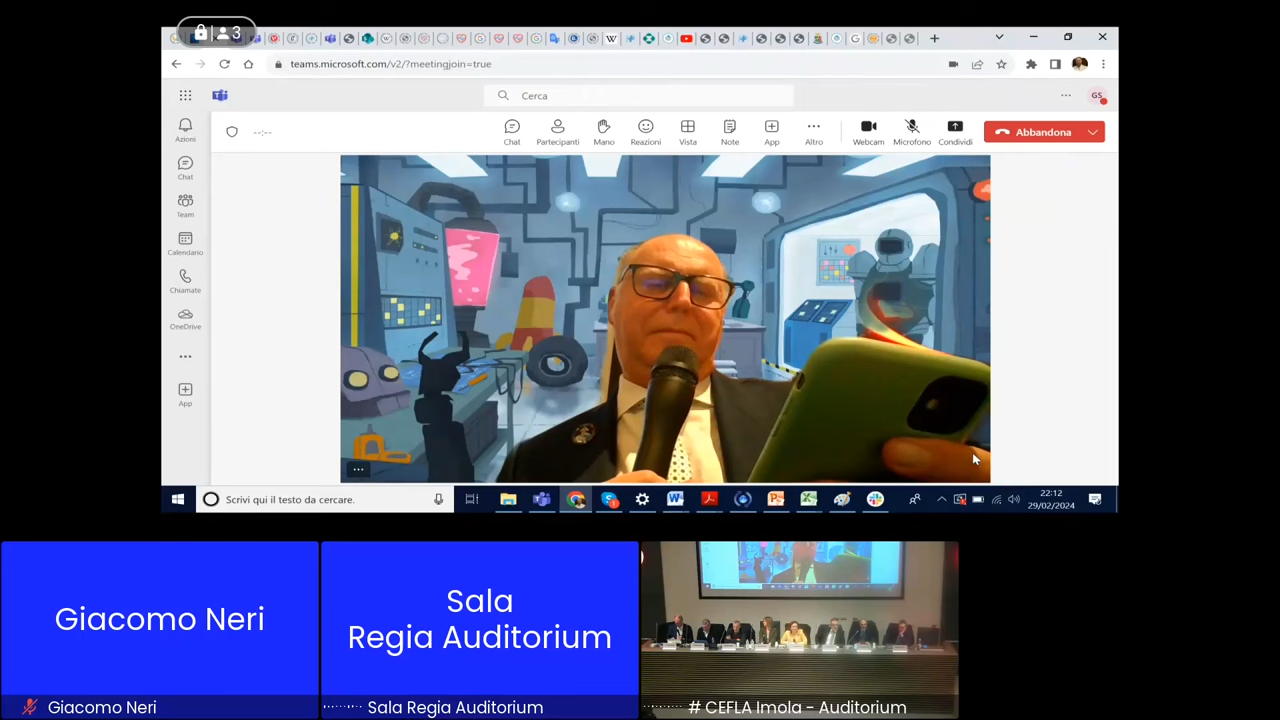 3
teams.microsoft.com/v2/?meetingjoin=true
Cerca
GS
Azioni
Chat
Team
Calendario
Chiamate
OneDrive
App
--:--
Chat
Partecipanti
Mano
Reazioni
Vista
Note
App
Altro
Webcam
Microfono
Condividi
Abbandona
Scrivi qui il testo da cercare.
22:12
29/02/2024
Giacomo Neri
Sala
Regia Auditorium
Giacomo Neri
Sala Regia Auditorium
# CEFLA Imola - Auditorium